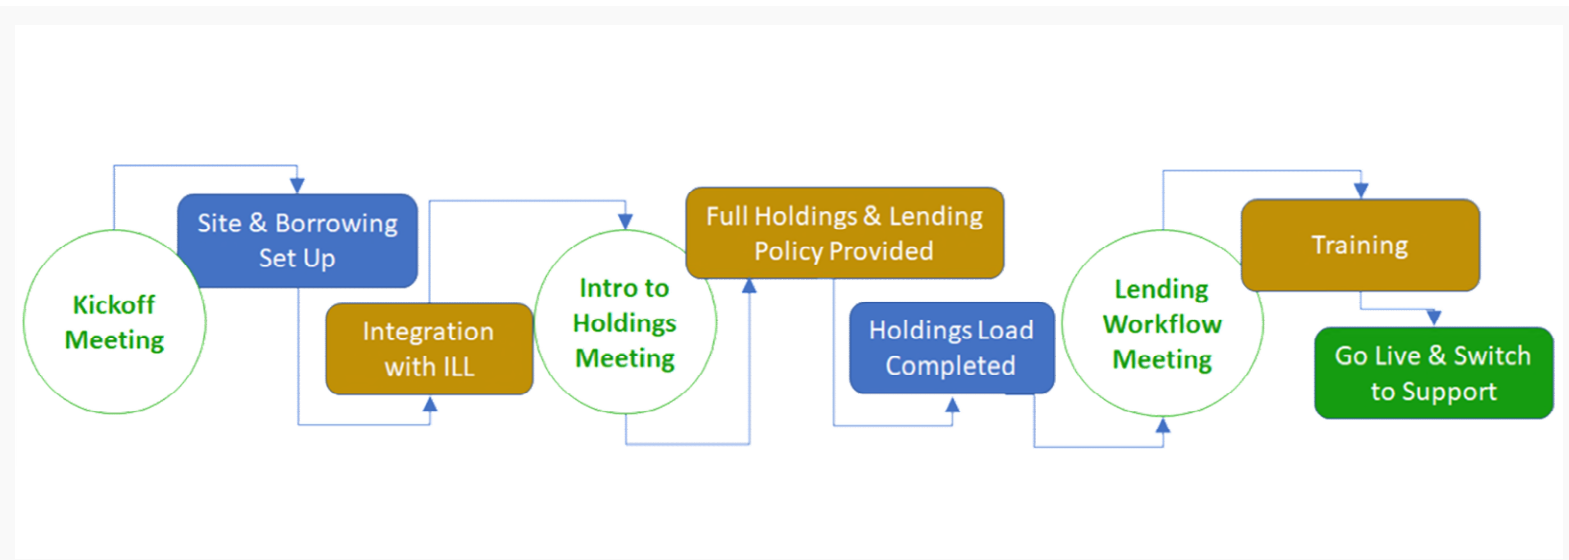 Kickoff
Meeting
Site & Borrowing
Set Up
Integration
with ILL
Intro to
Holdings
Meeting
Full Holdings & Lending
Policy Provided
Holdings Load
Completed
Lending
Workflow
Meeting
Training
Go Live & Switch
to Support